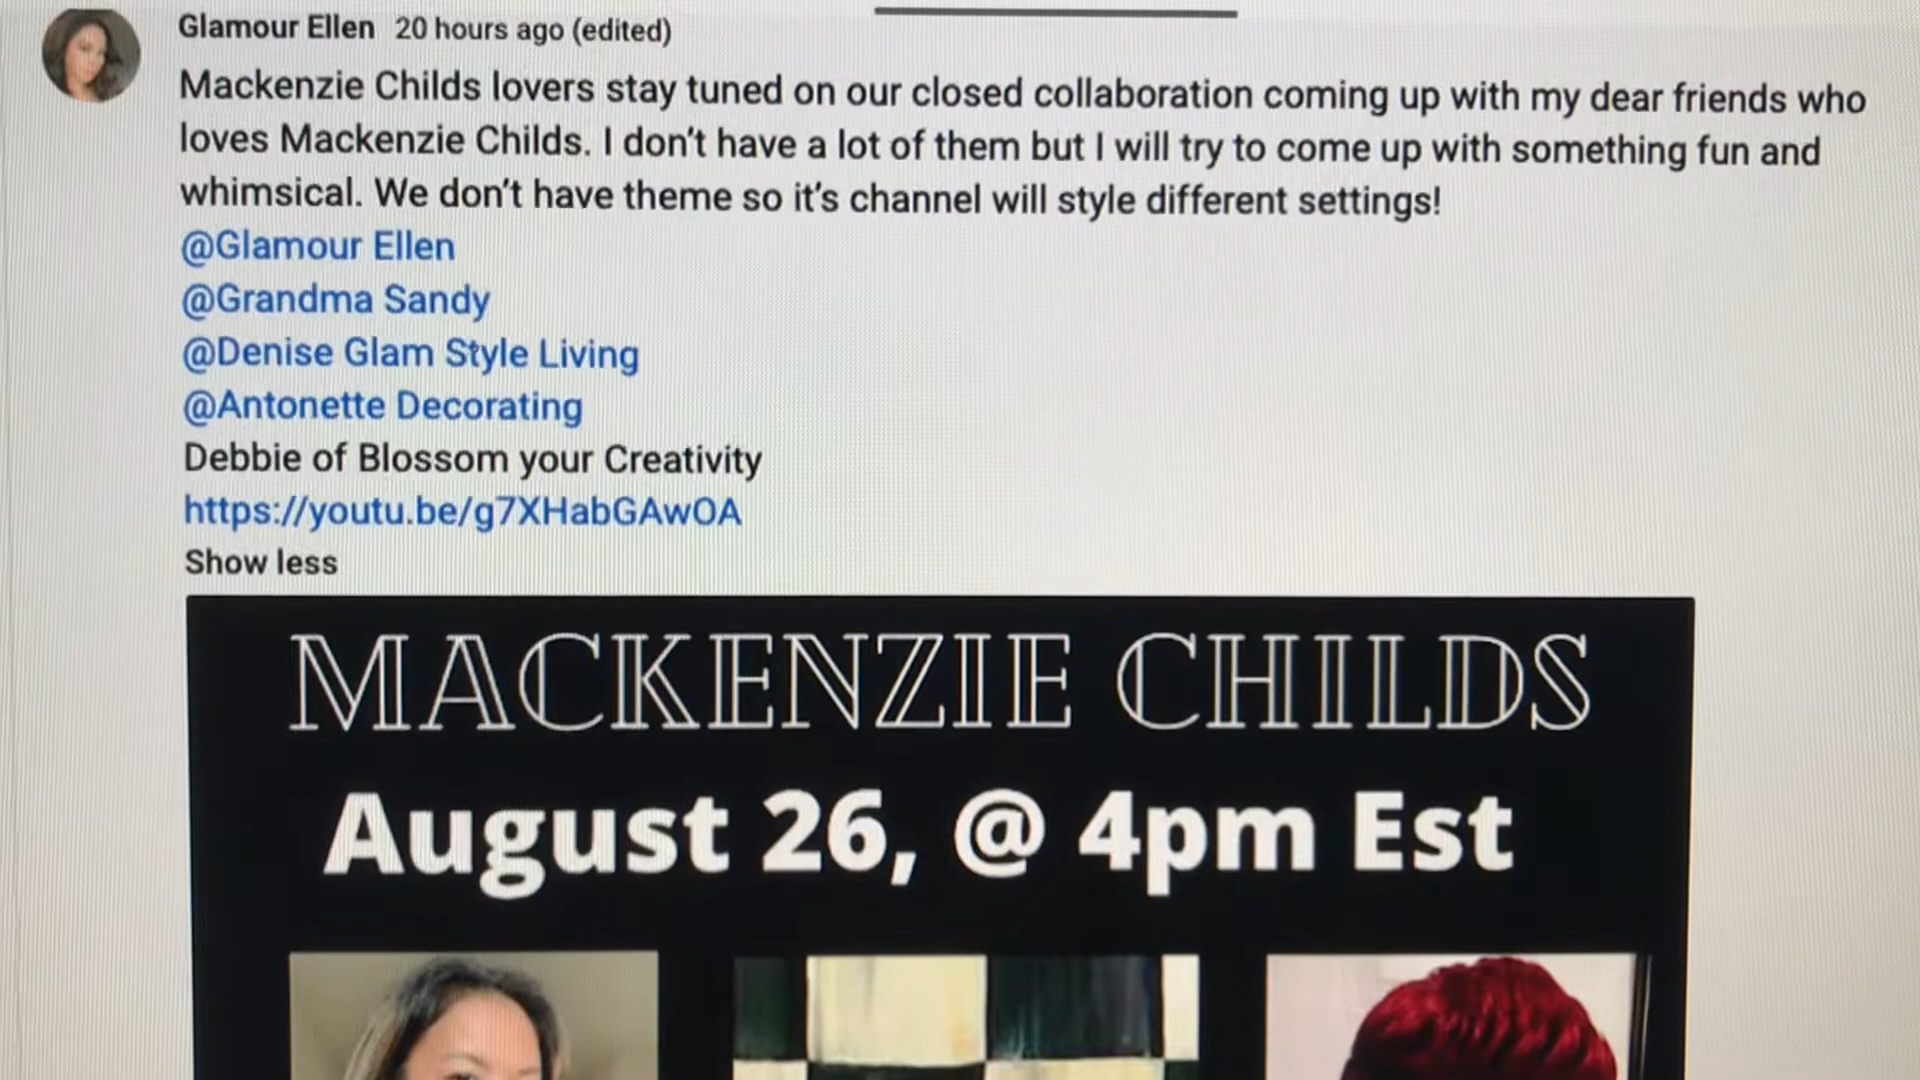 Glamour Ellen 20 hours ago (edited)
Mackenzie Childs lovers stay tuned on our closed collaboration coming up with my dear friends who
loves Mackenzie Childs. I don't have a lot of them but I will try to come up with something fun and
whimsical. We don't have theme so it's channel will style different settings!
@Glamour Ellen
@Grandma Sandy
@Denise Glam Style Living
@Antonette Decorating
Debbie of Blossom your Creativity
https://youtu.be/g7XHabGAwOA
Show less
MACKENZIE CHILDS
August 26, @ 4pm Est